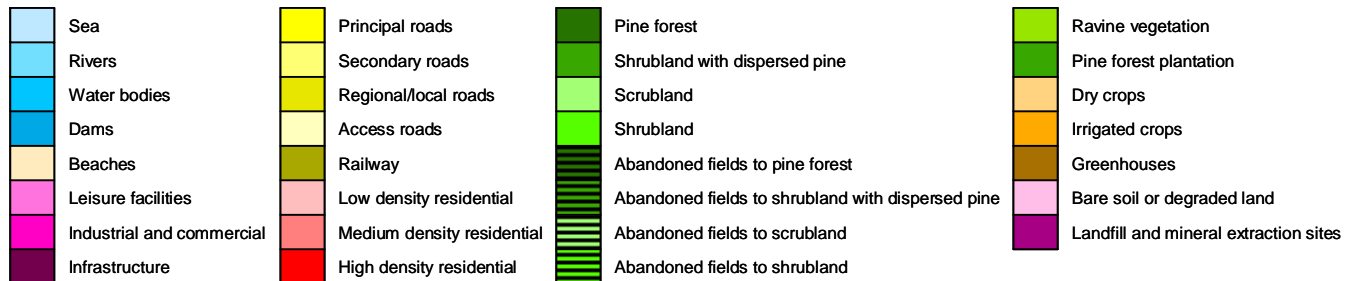 Sea
Rivers
Water bodies
Dams
Beaches
Leisure facilities
Industrial and commercial
Infrastructure
Principal roads
Secondary roads
Regional/local roads
Access roads
Railway
Low density residential
Medium density residential
High density residential
Pine forest
Shrubland with dispersed pine
Scrubland
Shrubland
Abandoned fields to pine forest
Abandoned fields to shrubland with dispersed pine
Abandoned fields to scrubland
Abandoned fields to shrubland
Ravine vegetation
Pine forest plantation
Dry crops
Irrigated crops
Greenhouses
Bare soil or degraded land
Landfill and mineral extraction sites